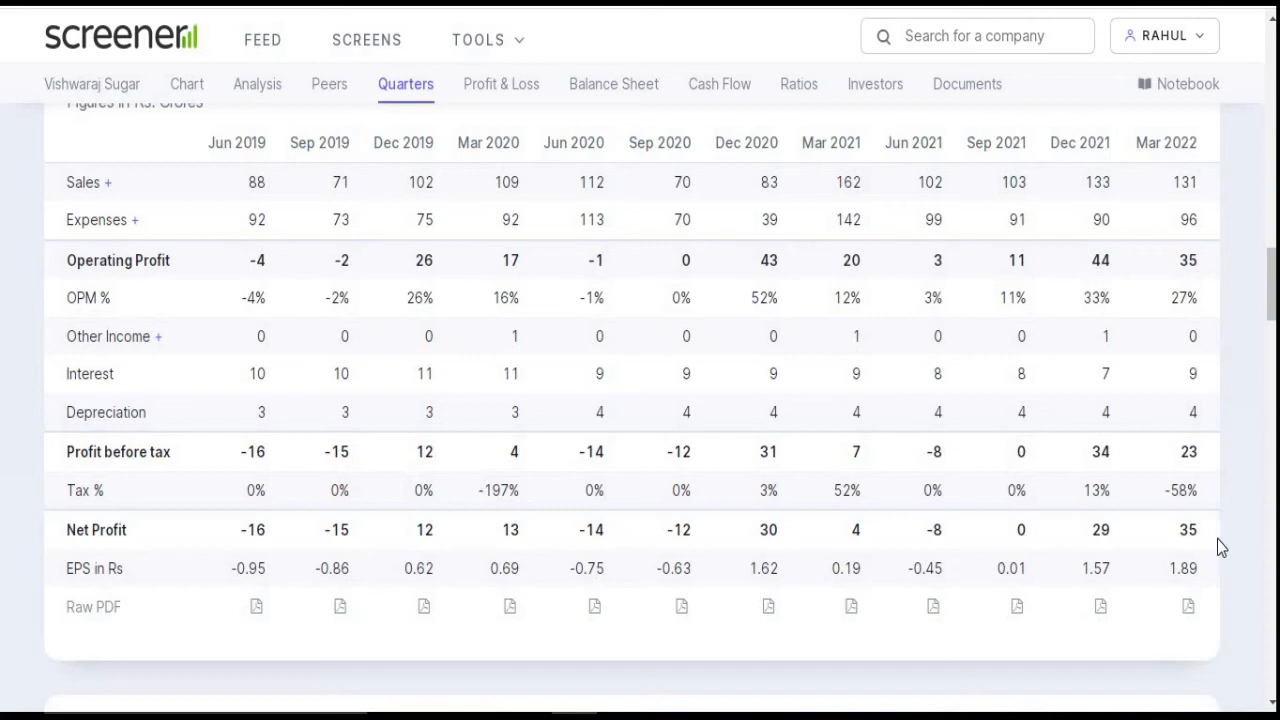 screener FEED SCREENS TOOLS Search for a company RAHUL
Vishwaraj Sugar Chart Analysis Peers Quarters Profit & Loss Balance Sheet Cash Flow Ratios Investors Documents Notebook
Figures in Rs. Crores
Jun 2019 Sep 2019 Dec 2019 Mar 2020 Jun 2020 Sep 2020 Dec 2020 Mar 2021 Jun 2021 Sep 2021 Dec 2021 Mar 2022
Sales + 88 71 102 109 112 70 83 162 102 103 133 131
Expenses + 92 73 75 92 113 70 39 142 99 91 90 96
Operating Profit -4 -2 26 17 -1 0 43 20 3 11 44 35
OPM % -4% -2% 26% 16% -1% 0% 52% 12% 3% 11% 33% 27%
Other Income + 0 0 0 1 0 0 0 1 0 0 1 0
Interest 10 10 11 11 9 9 9 9 8 8 7 9
Depreciation 3 3 3 3 4 4 4 4 4 4 4 4
Profit before tax -16 -15 12 4 -14 -12 31 7 -8 0 34 23
Tax % 0% 0% 0% -197% 0% 0% 3% 52% 0% 0% 13% -58%
Net Profit -16 -15 12 13 -14 -12 30 4 -8 0 29 35
EPS in Rs -0.95 -0.86 0.62 0.69 -0.75 -0.63 1.62 0.19 -0.45 0.01 1.57 1.89
Raw PDF